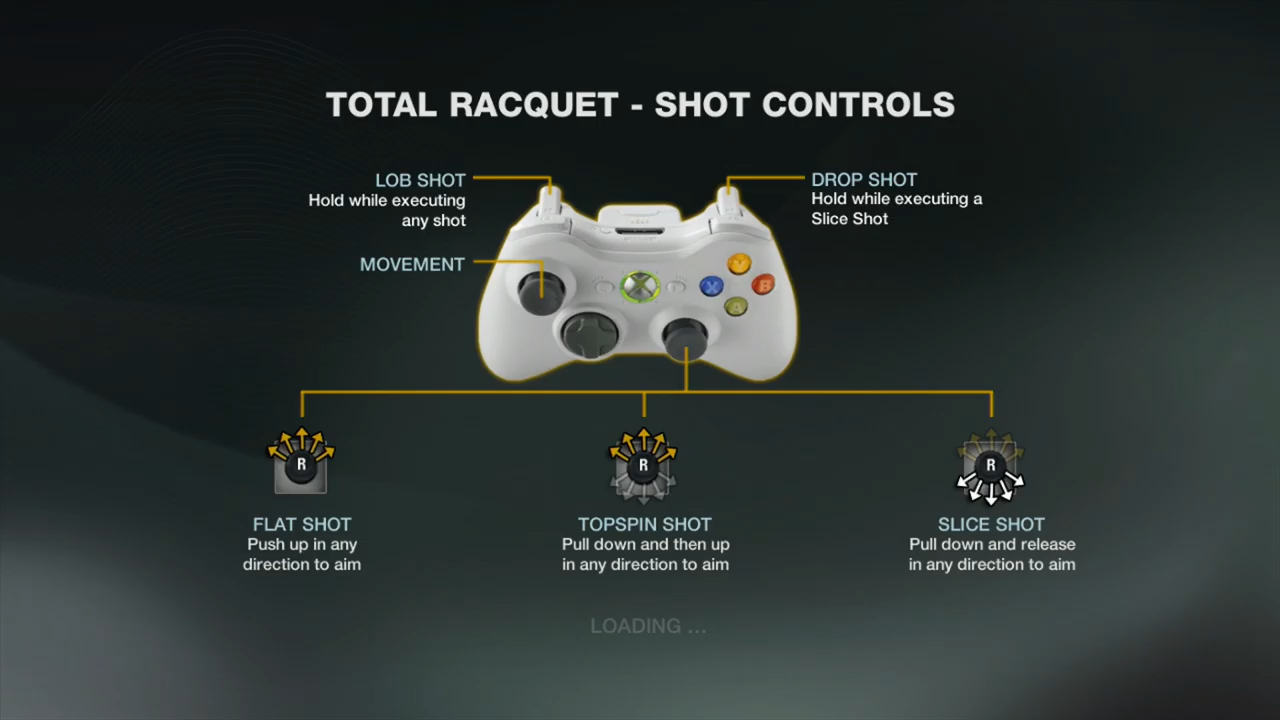 TOTAL RACQUET - SHOT CONTROLS
LOB SHOT
Hold while executing
any shot
DROP SHOT
Hold while executing a
Slice Shot
MOVEMENT
Y
X
B
A
R
R
R
FLAT SHOT
Push up in any
direction to aim
TOPSPIN SHOT
Pull down and then up
in any direction to aim
SLICE SHOT
Pull down and release
in any direction to aim
LOADING ...